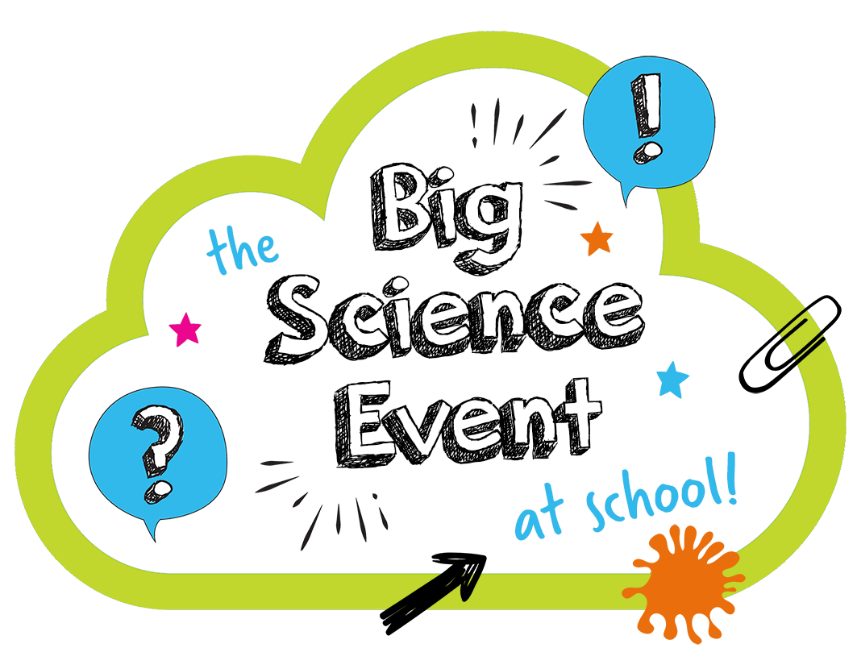 !
the
Big
Science
Event
?
at school!